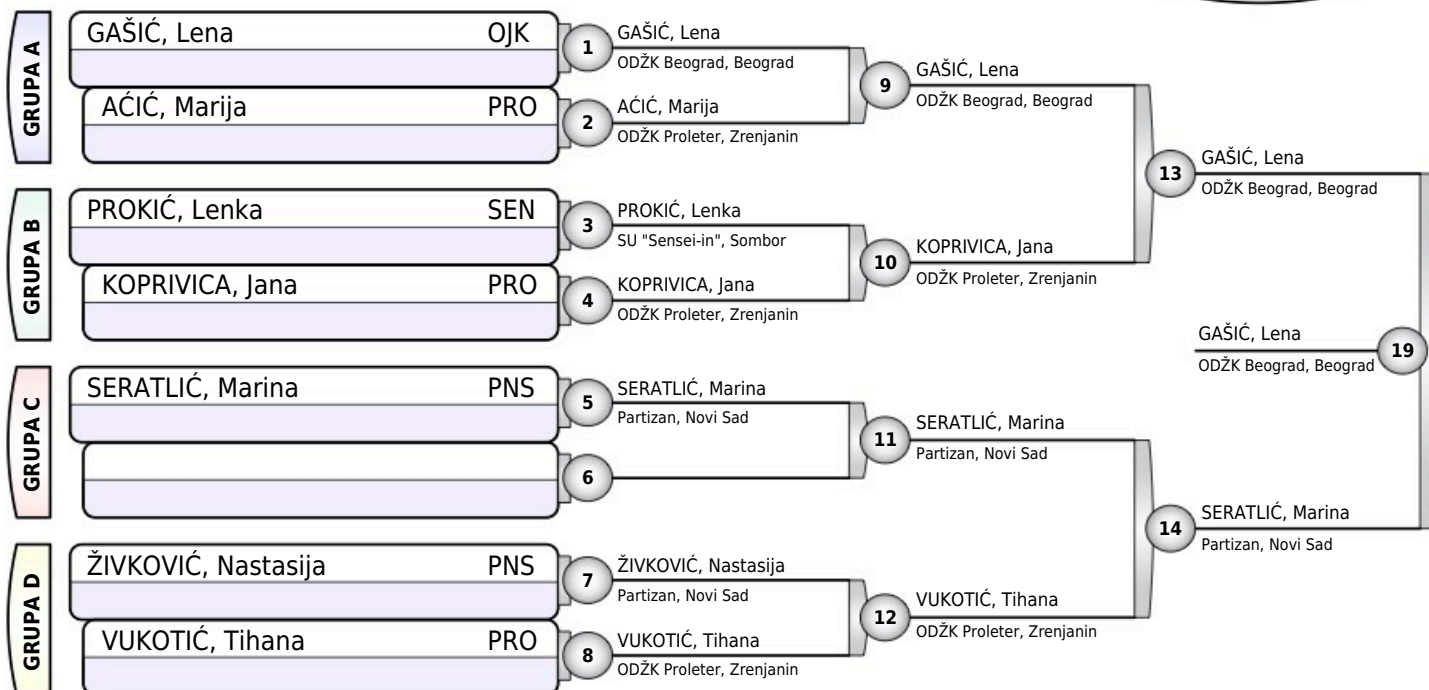 GRUPA A
GAŠIĆ, Lena OJK
AĆIĆ, Marija PRO
GRUPA B
PROKIĆ, Lenka SEN
KOPRIVICA, Jana PRO
GRUPA C
SERATLIĆ, Marina PNS
GRUPA D
ŽIVKOVIĆ, Nastasija PNS
VUKOTIĆ, Tihana PRO
1 GAŠIĆ, Lena
ODŽK Beograd, Beograd
2 AĆIĆ, Marija
ODŽK Proleter, Zrenjanin
3 PROKIĆ, Lenka
SU "Sensei-in", Sombor
4 KOPRIVICA, Jana
ODŽK Proleter, Zrenjanin
5 SERATLIĆ, Marina
Partizan, Novi Sad
6
7 ŽIVKOVIĆ, Nastasija
Partizan, Novi Sad
8 VUKOTIĆ, Tihana
ODŽK Proleter, Zrenjanin
9 GAŠIĆ, Lena
ODŽK Beograd, Beograd
10 KOPRIVICA, Jana
ODŽK Proleter, Zrenjanin
11 SERATLIĆ, Marina
Partizan, Novi Sad
12 VUKOTIĆ, Tihana
ODŽK Proleter, Zrenjanin
13 GAŠIĆ, Lena
ODŽK Beograd, Beograd
14 SERATLIĆ, Marina
Partizan, Novi Sad
GAŠIĆ, Lena 19
ODŽK Beograd, Beograd